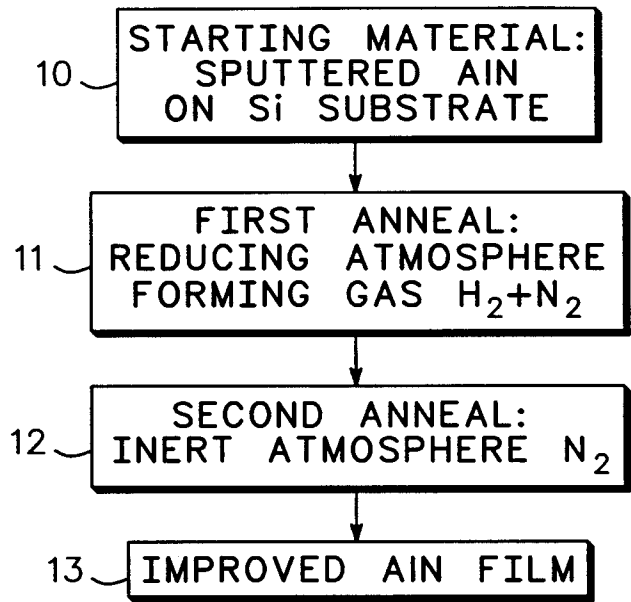 10
STARTING MATERIAL:
SPUTTERED AlN
ON Si SUBSTRATE
11
FIRST ANNEAL:
REDUCING ATMOSPHERE
FORMING GAS H₂+N₂
12
SECOND ANNEAL:
INERT ATMOSPHERE N₂
13
IMPROVED AlN FILM